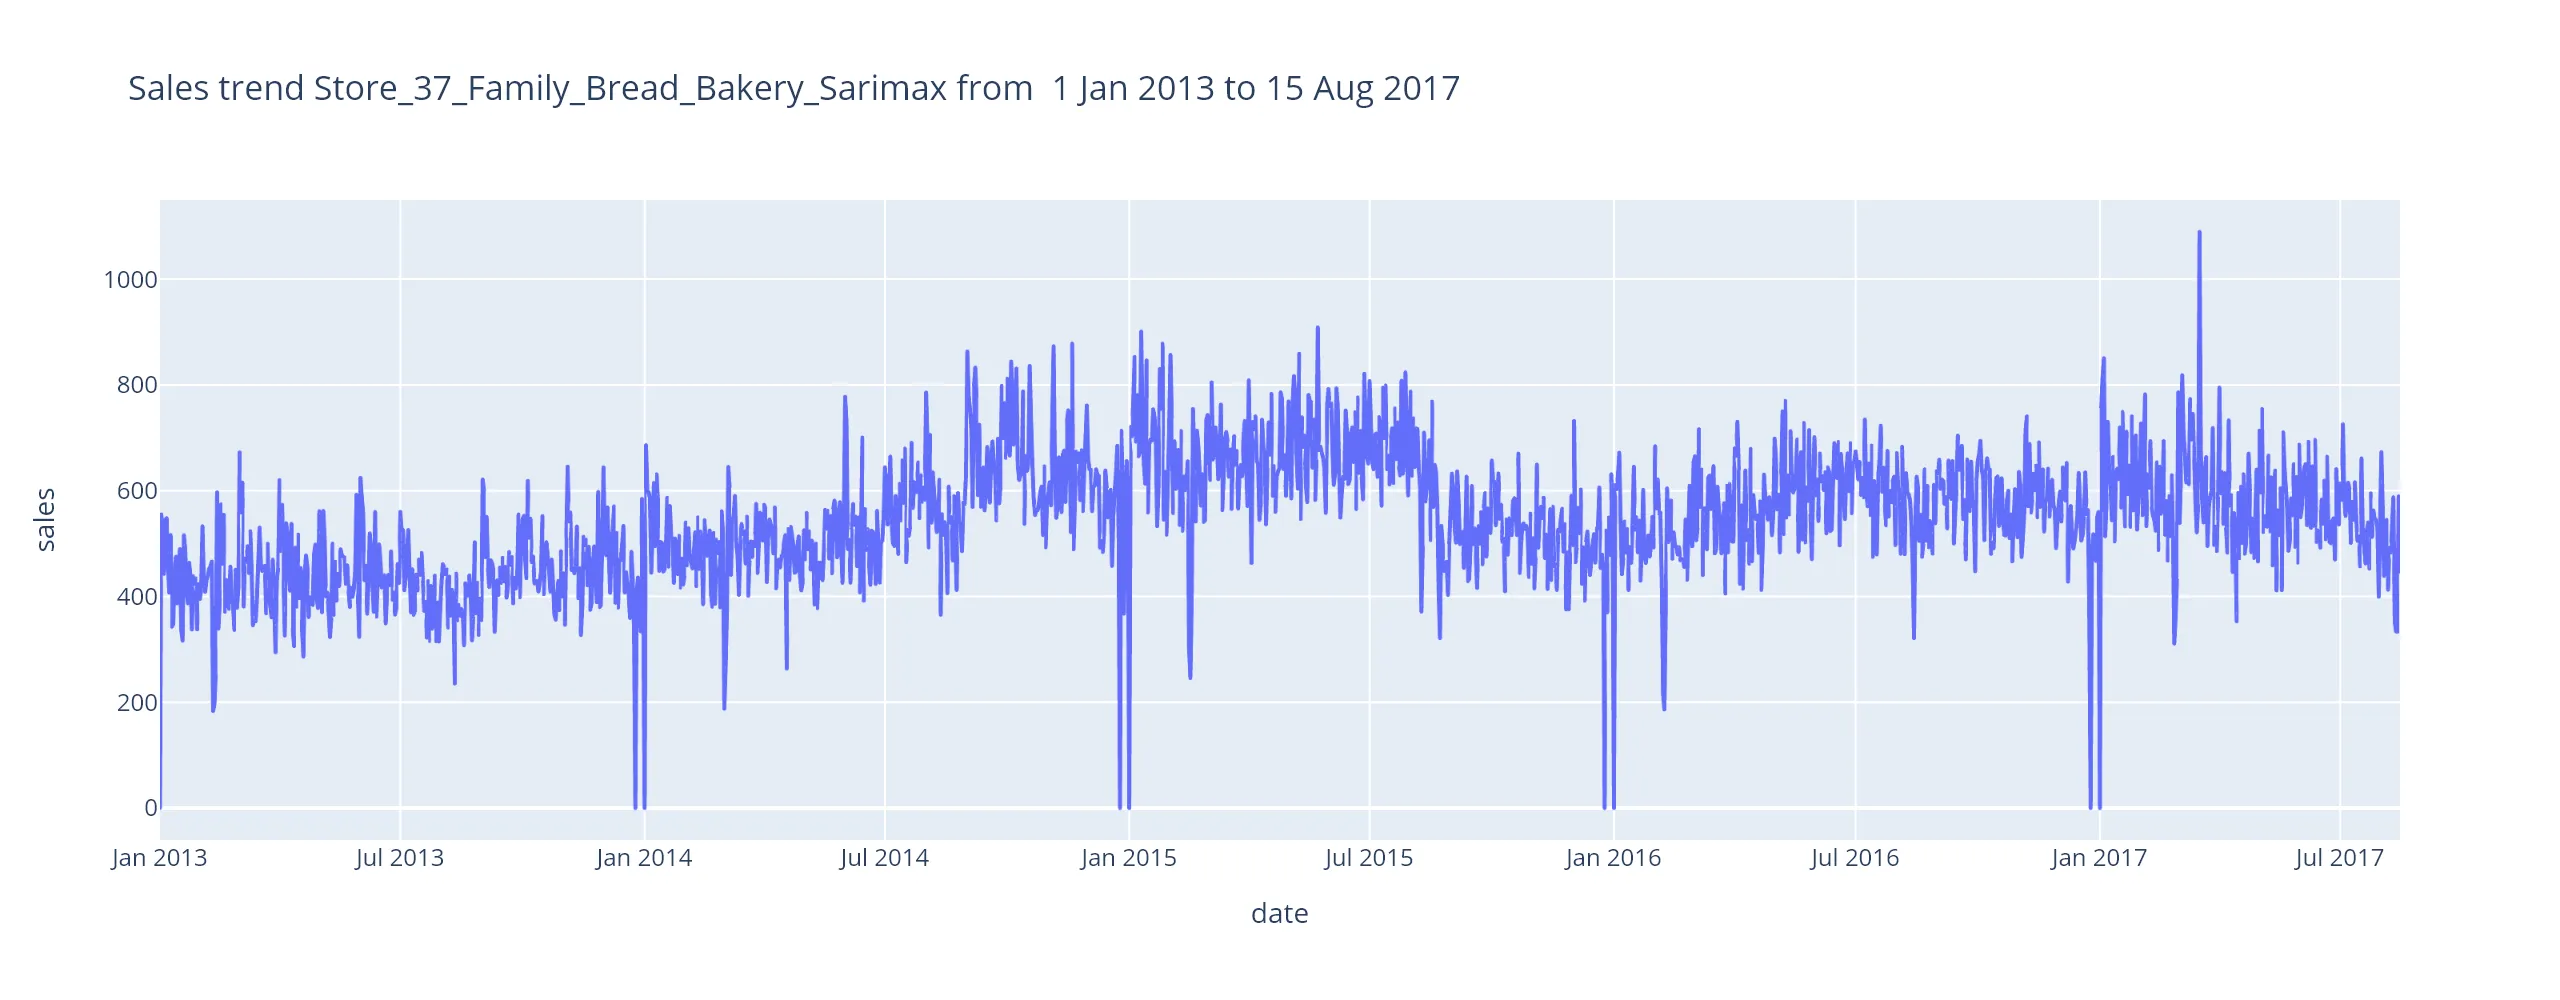 Sales trend Store_37_Family_Bread_Bakery_Sarimax from  1 Jan 2013 to 15 Aug 2017
1000
800
600
400
200
0
sales
Jan 2013 Jul 2013 Jan 2014 Jul 2014 Jan 2015 Jul 2015 Jan 2016 Jul 2016 Jan 2017 Jul 2017
date